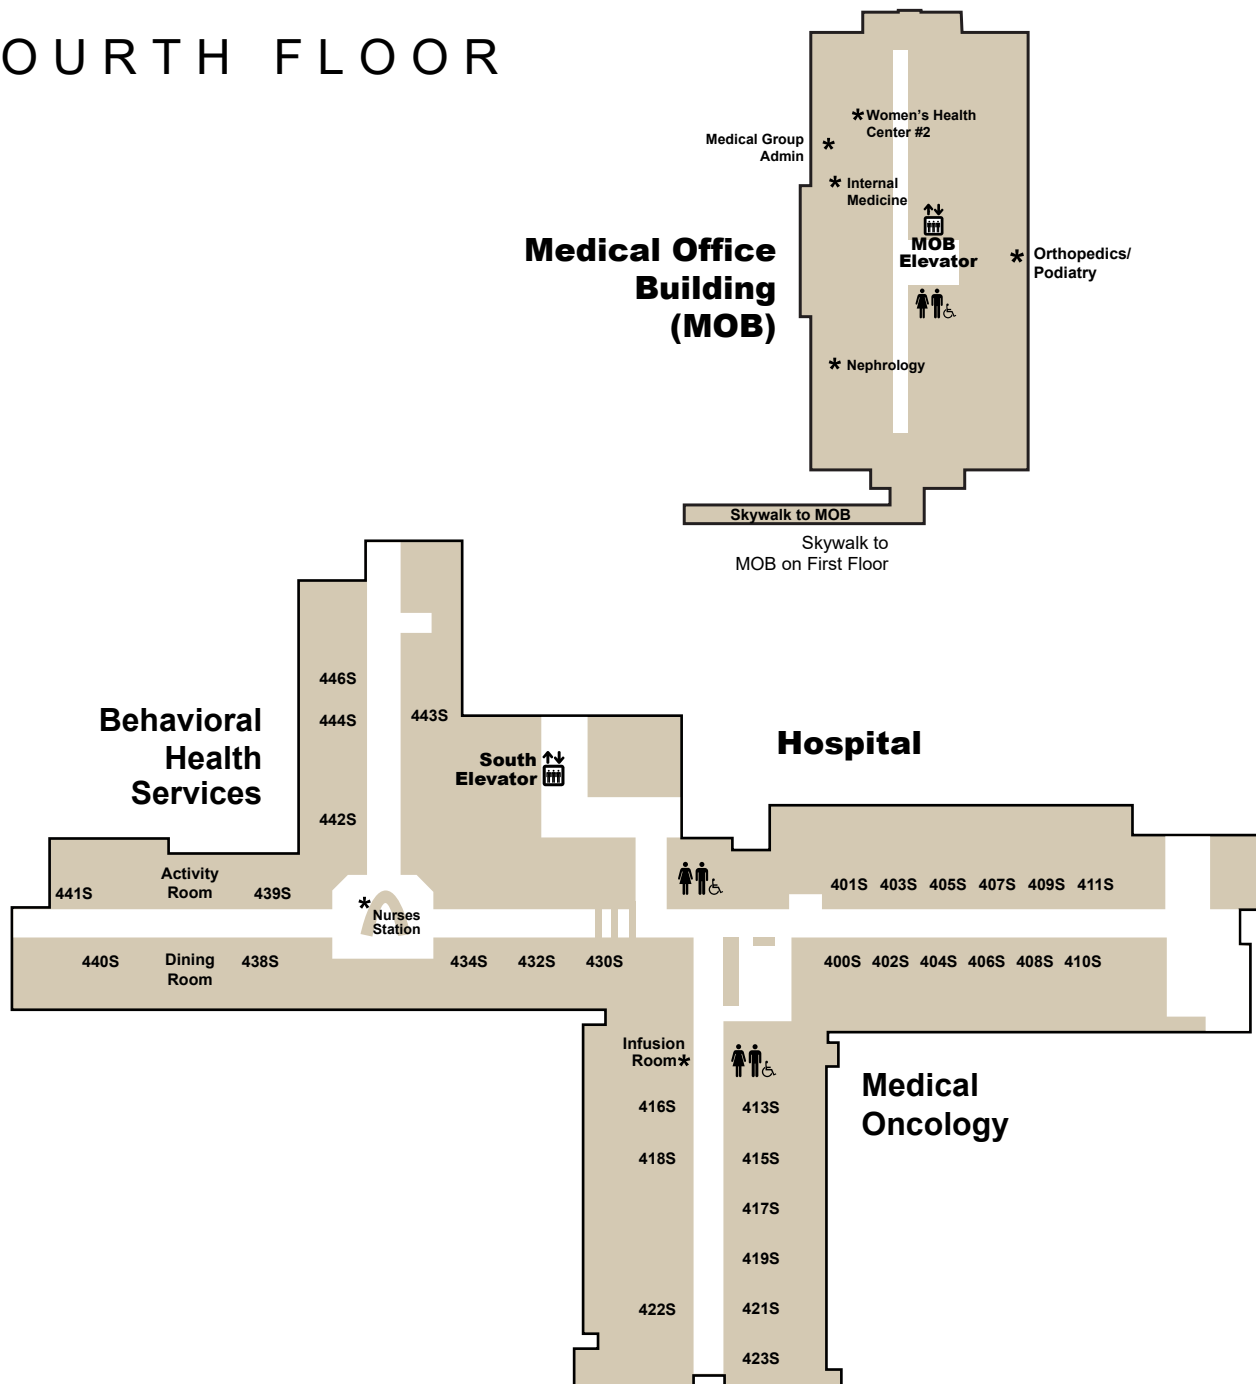 OURTH FLOOR
Women's Health
Center #2
Medical Group
Admin
Internal
Medicine
Medical Office
Building
(MOB)
MOB
Elevator
Orthopedics/
Podiatry
Nephrology
Skywalk to MOB
Skywalk to
MOB on First Floor
Behavioral
Health
Services
446S
444S
443S
442S
South
Elevator
Hospital
441S
Activity
Room
439S
Nurses
Station
401S 403S 405S 407S 409S 411S
440S
Dining
Room
438S
434S 432S 430S
400S 402S 404S 406S 408S 410S
Infusion
Room
Medical
Oncology
416S 413S
418S 415S
417S
419S
422S 421S
423S